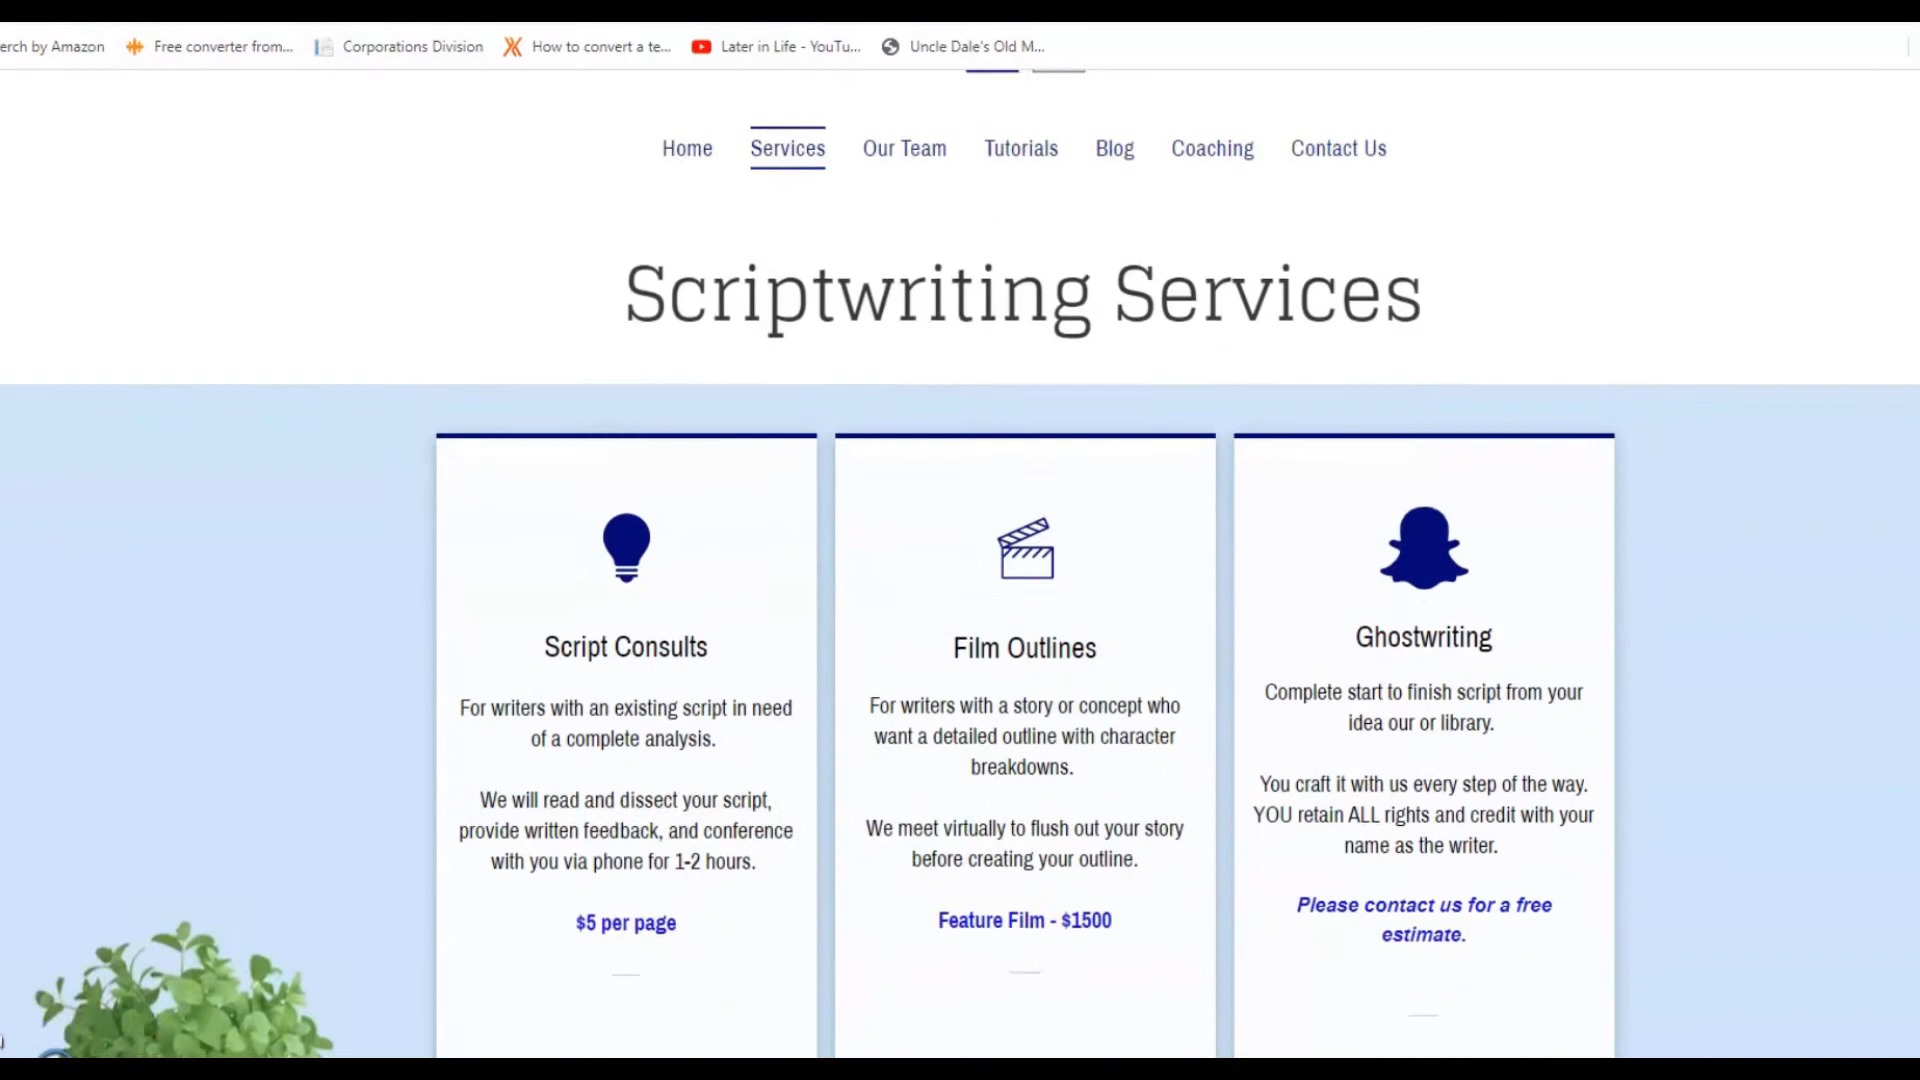 erch by Amazon Free converter from... Corporations Division How to convert a te... Later in Life - YouTu... Uncle Dale's Old M...
Home Services Our Team Tutorials Blog Coaching Contact Us
Scriptwriting Services
Script Consults
For writers with an existing script in need
of a complete analysis.
We will read and dissect your script,
provide written feedback, and conference
with you via phone for 1-2 hours.
$5 per page
Film Outlines
For writers with a story or concept who
want a detailed outline with character
breakdowns.
We meet virtually to flush out your story
before creating your outline.
Feature Film - $1500
Ghostwriting
Complete start to finish script from your
idea our or library.
You craft it with us every step of the way.
YOU retain ALL rights and credit with your
name as the writer.
Please contact us for a free
estimate.